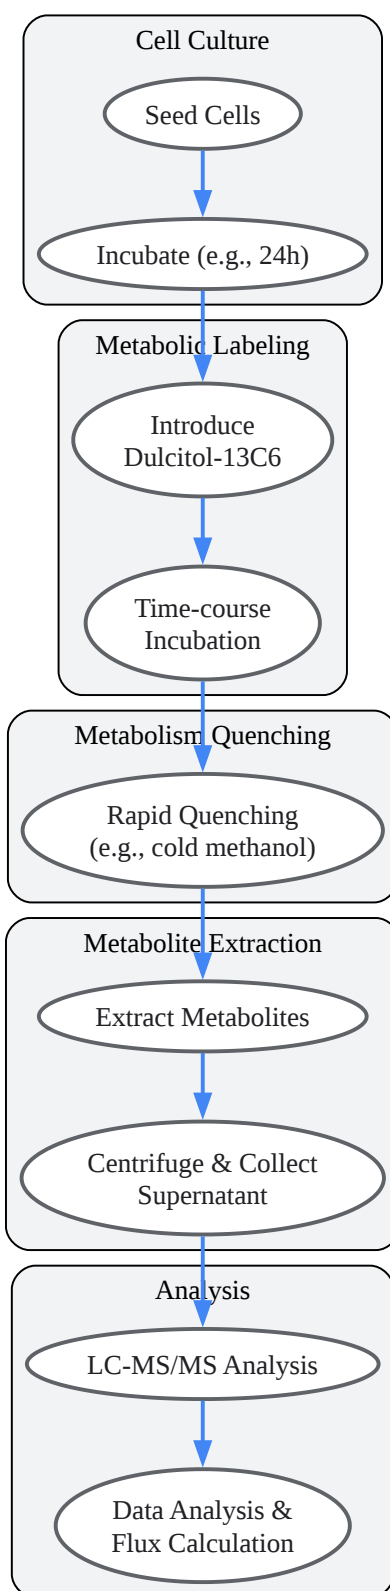 Cell Culture
Seed Cells
Incubate (e.g., 24h)
Metabolic Labeling
Introduce
Dulcitol-13C6
Time-course
Incubation
Metabolism Quenching
Rapid Quenching
(e.g., cold methanol)
Metabolite Extraction
Extract Metabolites
Centrifuge & Collect
Supernatant
Analysis
LC-MS/MS Analysis
Data Analysis &
Flux Calculation